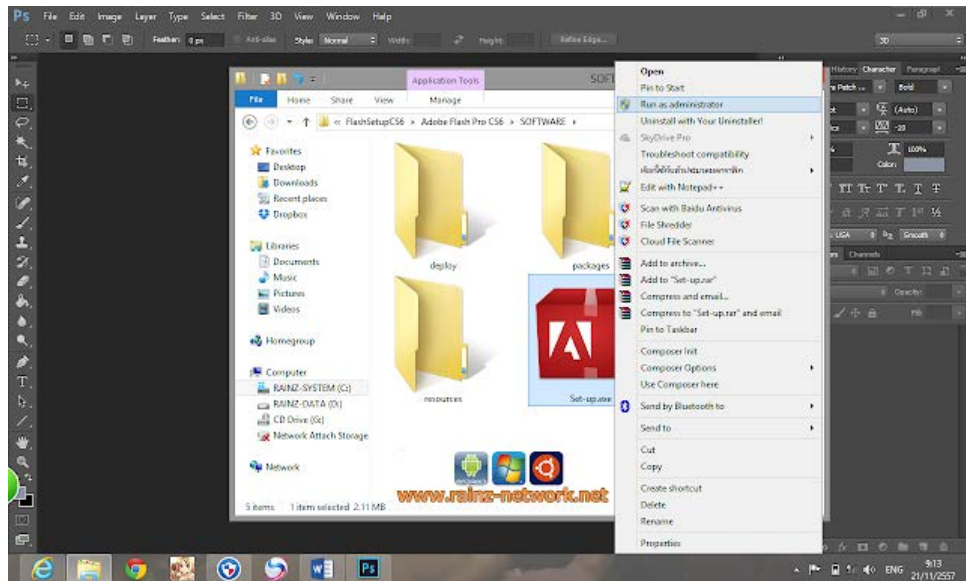 Ps File Edit Image Layer Type Select Filter 3D View Window Help
Feather: 0 px Anti-alias Style: Normal Width: Height: Refine Edge... 3D
Application Tools SOFT
File Home Share View Manage
« FlashSetupCS6 Adobe Flash Pro CS6 SOFTWARE
Favorites
Desktop
Downloads
Recent places
Dropbox
Libraries
Documents
Music
Pictures
Videos
Homegroup
Computer
RAINZ-SYSTEM (C:)
RAINZ-DATA (D:)
CD Drive (G:)
Network Attach Storage
Network
deploy
packages
resources
Set-up.exe
www.rainz-network.net
5 items 1 item selected 2.11 MB
Open
Pin to Start
Run as administrator
Uninstall with Your Uninstaller!
SkyDrive Pro
Troubleshoot compatibility
Edit with Notepad++
Scan with Baidu Antivirus
File Shredder
Cloud File Scanner
Add to archive...
Add to "Set-up.rar"
Compress and email...
Compress to "Set-up.rar" and email
Pin to Taskbar
Composer Init
Composer Options
Use Composer here
Send by Bluetooth to
Send to
Cut
Copy
Create shortcut
Delete
Rename
Properties
History Character Paragraph
Bold
(Auto)
-20
100%
Color:
USA Smooth
Channels
Opacity:
Fill:
ENG
9:13
21/11/2557